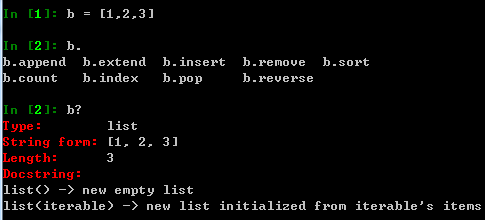 In [1]: b = [1,2,3]
In [2]: b.
b.append b.extend b.insert b.remove b.sort
b.count b.index b.pop b.reverse
In [2]: b?
Type: list
String form: [1, 2, 3]
Length: 3
Docstring:
list() -> new empty list
list(iterable) -> new list initialized from iterable's items